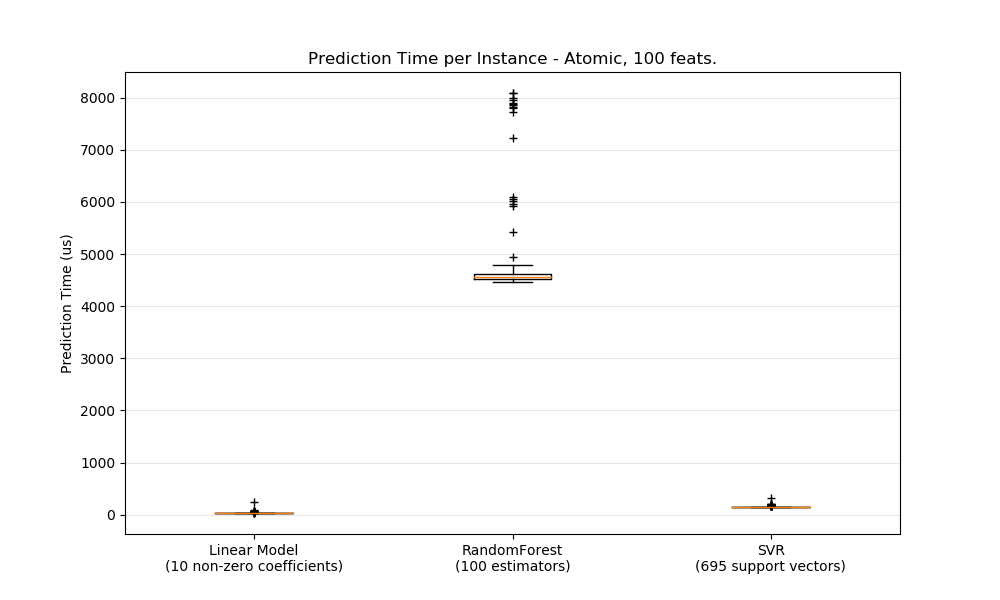 Prediction Time per Instance - Atomic, 100 feats.
Prediction Time (us)
8000
7000
6000
5000
4000
3000
2000
1000
0
Linear Model
(10 non-zero coefficients)
RandomForest
(100 estimators)
SVR
(695 support vectors)